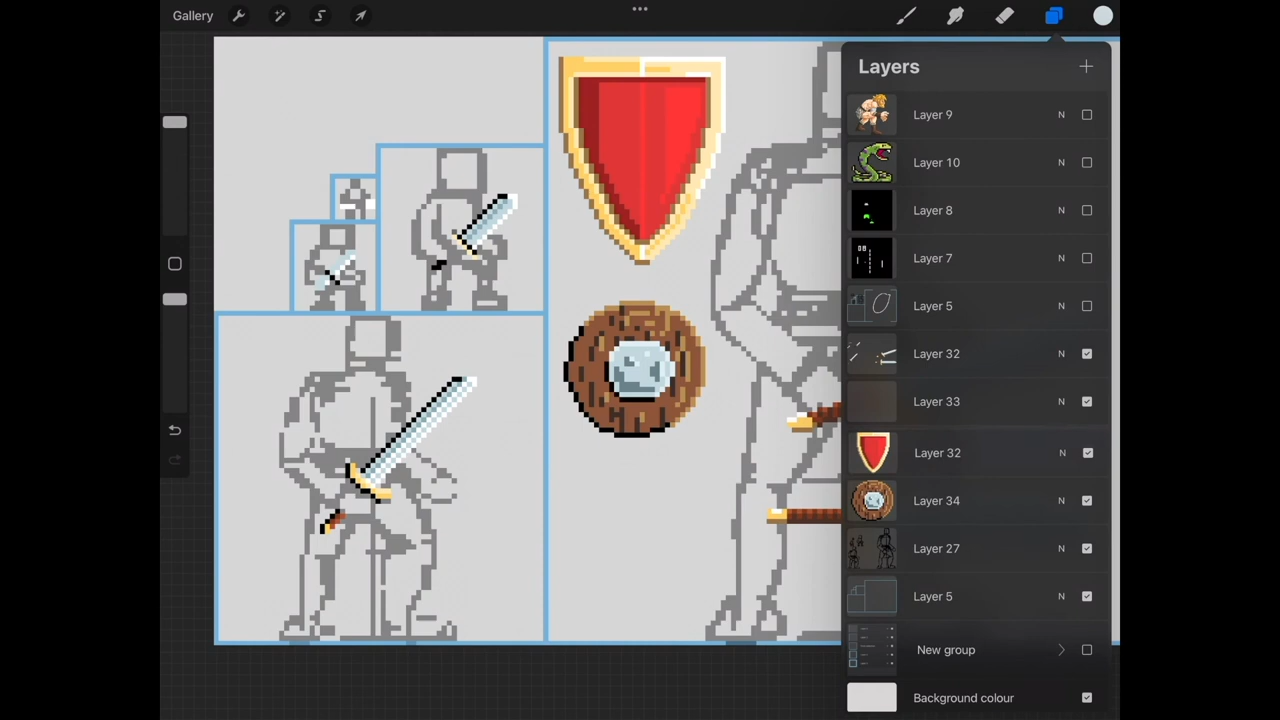 Gallery
Layers
Layer 9 N
Layer 10 N
Layer 8 N
Layer 7 N
Layer 5 N
Layer 32 N
Layer 33 N
Layer 32 N
Layer 34 N
Layer 27 N
Layer 5 N
New group
Background colour